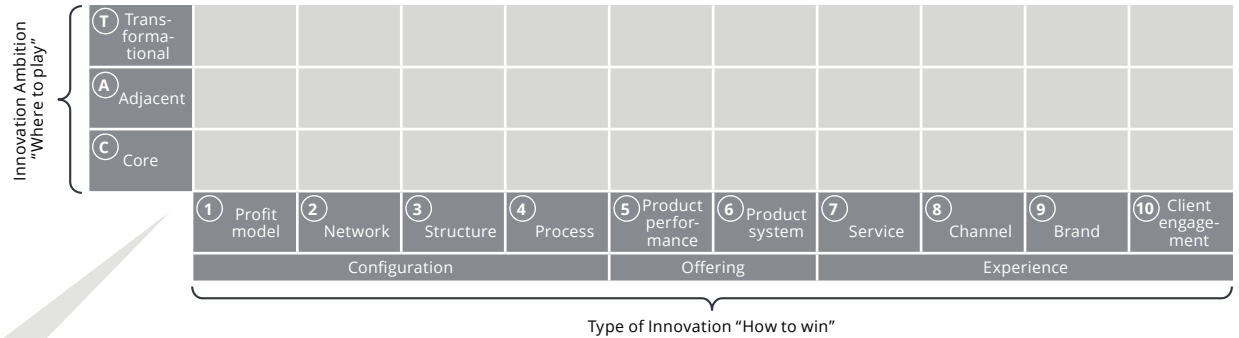 Innovation Ambition
"Where to play"
T Trans-
forma-
tional
A
Adjacent
C
Core
1 Profit
model
2
Network
3
Structure
4
Process
5 Product
perfor-
mance
6 Product
system
7
Service
8
Channel
9
Brand
10 Client
engage-
ment
Configuration
Offering
Experience
Type of Innovation “How to win”